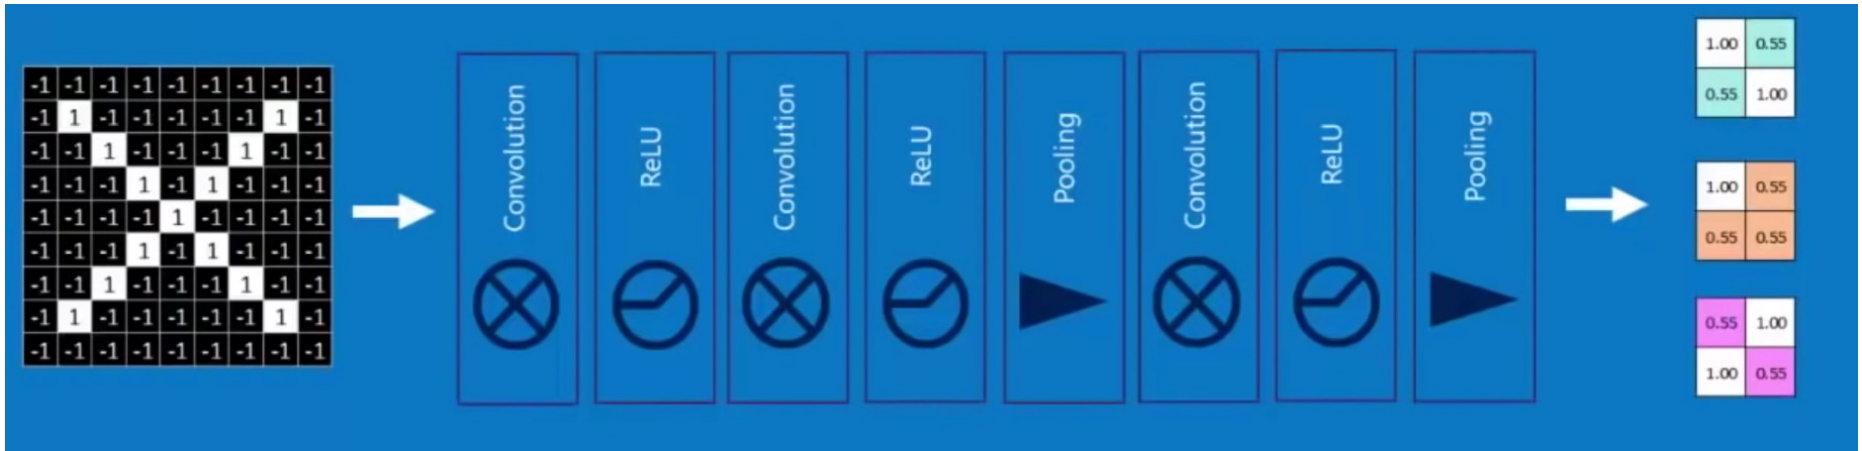 -1 -1 -1 -1 -1 -1 -1 -1 -1
-1 1 -1 -1 -1 -1 -1 1 -1
-1 -1 1 -1 -1 -1 1 -1 -1
-1 -1 -1 1 -1 1 -1 -1 -1
-1 -1 -1 -1 1 -1 -1 -1 -1
-1 -1 -1 1 -1 1 -1 -1 -1
-1 -1 1 -1 -1 -1 1 -1 -1
-1 1 -1 -1 -1 -1 -1 1 -1
-1 -1 -1 -1 -1 -1 -1 -1 -1
Convolution
ReLU
Convolution
ReLU
Pooling
Convolution
ReLU
Pooling
1.00 0.55
0.55 1.00
1.00 0.55
0.55 0.55
0.55 1.00
1.00 0.55